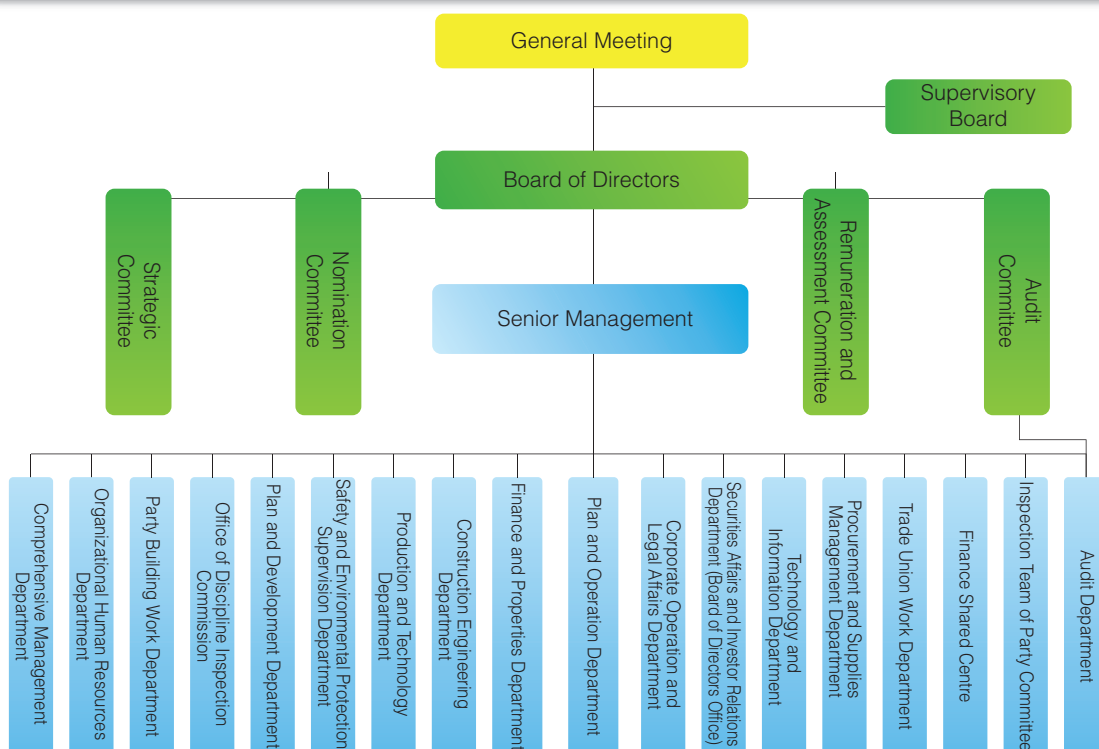 General Meeting
Supervisory
Board
Board of Directors
Strategic
Committee
Nomination
Committee
Remuneration and
Assessment Committee
Audit
Committee
Senior Management
Comprehensive Management
Department
Organizational Human Resources
Department
Party Building Work Department
Office of Discipline Inspection
Commission
Plan and Development Department
Safety and Environmental Protection
Supervision Department
Production and Technology
Department
Construction Engineering
Department
Finance and Properties Department
Plan and Operation Department
Corporate Operation and
Legal Affairs Department
Securities Affairs and Investor Relations
Department (Board of Directors Office)
Technology and
Information Department
Procurement and Supplies
Management Department
Trade Union Work Department
Finance Shared Centre
Inspection Team of Party Committee
Audit Department